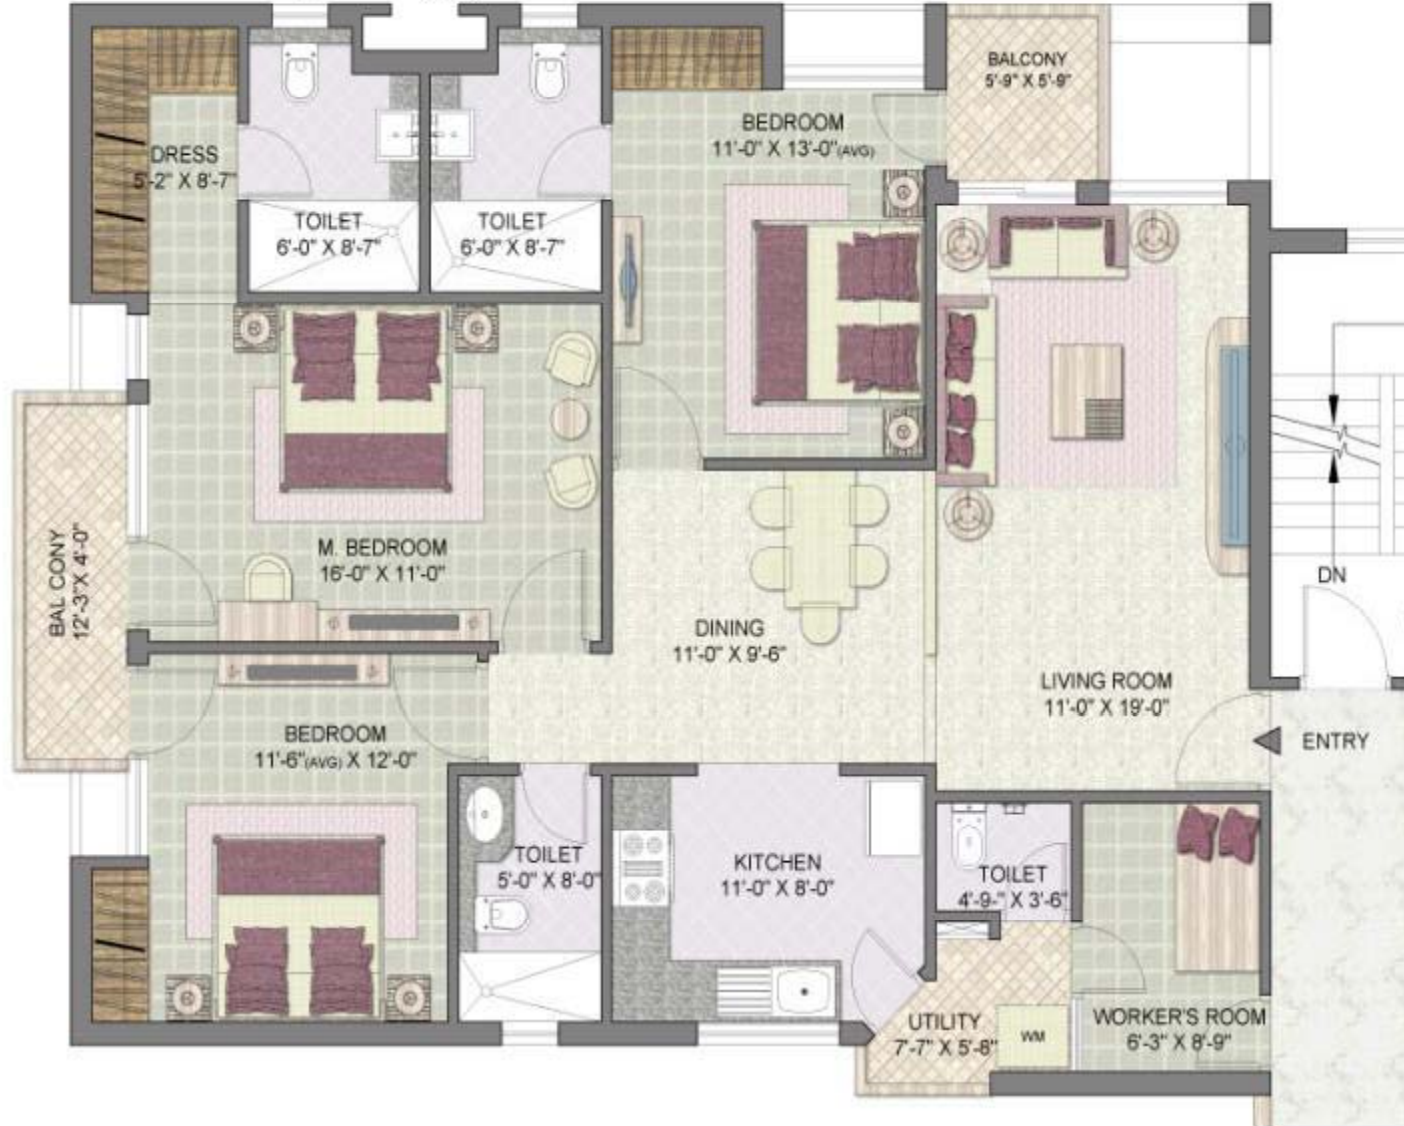 BALCONY
5'-9" X 5'-9"
BEDROOM
11'-0" X 13'-0"(AVG)
DRESS
5'-2" X 8'-7"
TOILET
6'-0" X 8'-7"
TOILET
6'-0" X 8'-7"
M. BEDROOM
16'-0" X 11'-0"
BALCONY
12'-3"X 4'-0"
DN
DINING
11'-0" X 9'-6"
LIVING ROOM
11'-0" X 19'-0"
ENTRY
BEDROOM
11'-6"(AVG) X 12'-0"
TOILET
5'-0" X 8'-0"
KITCHEN
11'-0" X 8'-0"
TOILET
4'-9-" X 3'-6"
UTILITY
7'-7" X 5'-8"
WM
WORKER'S ROOM
6'-3" X 8'-9"